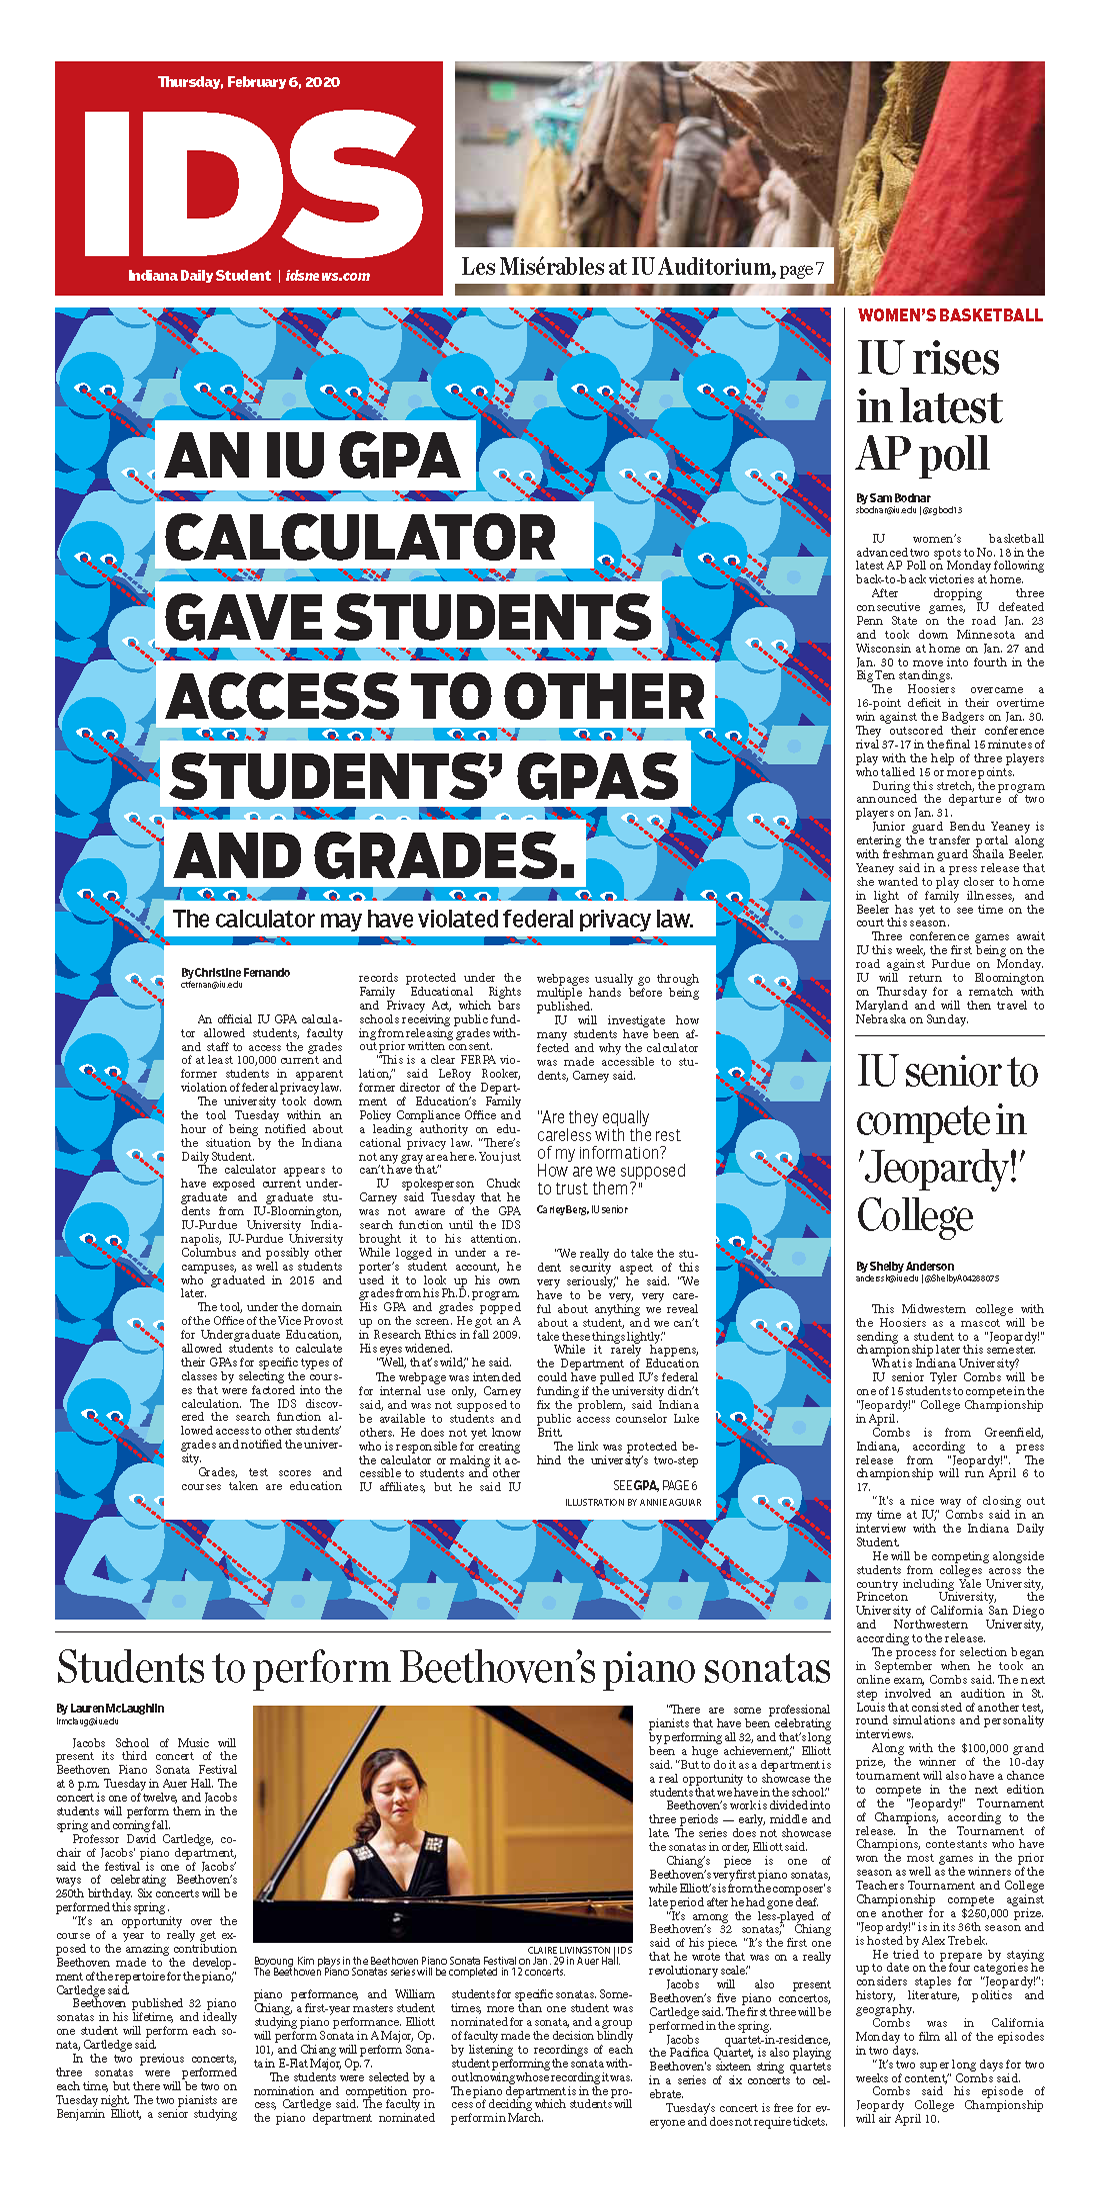 Thursday, February 6, 2020
IDS
Indiana Daily Student | idsnews.com
Les Misérables at IU Auditorium, page 7
AN IU GPA
CALCULATOR
GAVE STUDENTS
ACCESS TO OTHER
STUDENTS' GPAS
AND GRADES.
The calculator may have violated federal privacy law.
By Christine Fernando
ctfernan@iu.edu
An official IU GPA calcula-
tor allowed students, faculty
and staff to access the grades
of at least 100,000 current and
former students in apparent
violation of federal privacy law.
The university took down
the tool Tuesday within an
hour of being notified about
the situation by the Indiana
Daily Student.
The calculator appears to
have exposed current under-
graduate and graduate stu-
dents from IU-Bloomington,
IU-Purdue University India-
napolis, IU-Purdue University
Columbus and possibly other
campuses, as well as students
who graduated in 2015 and
later.
The tool, under the domain
of the Office of the Vice Provost
for Undergraduate Education,
allowed students to calculate
their GPAs for specific types of
classes by selecting the cours-
es that were factored into the
calculation. The IDS discov-
ered the search function al-
lowed access to other students'
grades and notified the univer-
sity.
Grades, test scores and
courses taken are education
records protected under the
Family Educational Rights
and Privacy Act, which bars
schools receiving public fund-
ing from releasing grades with-
out prior written consent.
"This is a clear FERPA vio-
lation," said LeRoy Rooker,
former director of the Depart-
ment of Education's Family
Policy Compliance Office and
a leading authority on edu-
cational privacy law. "There's
not any gray area here. You just
can't have that."
IU spokesperson Chuck
Carney said Tuesday that he
was not aware of the GPA
search function until the IDS
brought it to his attention.
While logged in under a re-
porter's student account, he
used it to look up his own
grades from his Ph.D. program.
His GPA and grades popped
up on the screen. He got an A
in Research Ethics in fall 2009.
His eyes widened.
"Well, that's wild," he said.
The webpage was intended
for internal use only, Carney
said, and was not supposed to
be available to students and
others. He does not yet know
who is responsible for creating
the calculator or making it ac-
cessible to students and other
IU affiliates, but he said IU
webpages usually go through
multiple hands before being
published.
IU will investigate how
many students have been af-
fected and why the calculator
was made accessible to stu-
dents, Carney said.
"Are they equally
careless with the rest
of my information?
How are we supposed
to trust them?"
Carley Berg, IU senior
"We really do take the stu-
dent security aspect of this
very seriously," he said. "We
have to be very, very care-
ful about anything we reveal
about a student, and we can't
take these things lightly."
While it rarely happens,
the Department of Education
could have pulled IU's federal
funding if the university didn't
fix the problem, said Indiana
public access counselor Luke
Britt.
The link was protected be-
hind the university's two-step
SEE GPA, PAGE 6
ILLUSTRATION BY ANNIE AGUIAR
WOMEN'S BASKETBALL
IU rises
in latest
AP poll
By Sam Bodnar
sbodnar@iu.edu | @sgbod13
IU women's basketball
advanced two spots to No. 18 in the
latest AP Poll on Monday following
back-to-back victories at home.
After dropping three
consecutive games, IU defeated
Penn State on the road Jan. 23
and took down Minnesota and
Wisconsin at home on Jan. 27 and
Jan. 30 to move into fourth in the
Big Ten standings.
The Hoosiers overcame a
16-point deficit in their overtime
win against the Badgers on Jan. 30.
They outscored their conference
rival 37-17 in the final 15 minutes of
play with the help of three players
who tallied 15 or more points.
During this stretch, the program
announced the departure of two
players on Jan. 31.
Junior guard Bendu Yeaney is
entering the transfer portal along
with freshman guard Shaila Beeler.
Yeaney said in a press release that
she wanted to play closer to home
in light of family illnesses, and
Beeler has yet to see time on the
court this season.
Three conference games await
IU this week, the first being on the
road against Purdue on Monday.
IU will return to Bloomington
on Thursday for a rematch with
Maryland and will then travel to
Nebraska on Sunday.
IU senior to
compete in
'Jeopardy!'
College
By Shelby Anderson
anderssk@iu.edu | @ShelbyA04288075
This Midwestern college with
the Hoosiers as a mascot will be
sending a student to a "Jeopardy!"
championship later this semester.
What is Indiana University?
IU senior Tyler Combs will be
one of 15 students to compete in the
"Jeopardy!" College Championship
in April.
Combs is from Greenfield,
Indiana, according to a press
release from "Jeopardy!". The
championship will run April 6 to
17.
"It's a nice way of closing out
my time at IU," Combs said in an
interview with the Indiana Daily
Student.
He will be competing alongside
students from colleges across the
country including Yale University,
Princeton University, the
University of California San Diego
and Northwestern University,
according to the release.
The process for selection began
in September when he took an
online exam, Combs said. The next
step involved an audition in St.
Louis that consisted of another test,
round simulations and personality
interviews.
Along with the $100,000 grand
prize, the winner of the 10-day
tournament will also have a chance
to compete in the next edition
of the "Jeopardy!" Tournament
of Champions, according to the
release. In the Tournament of
Champions, contestants who have
won the most games in the prior
season as well as the winners of the
Teachers Tournament and College
Championship compete against
one another for a $250,000 prize.
"Jeopardy!" is in its 36th season and
is hosted by Alex Trebek.
He tried to prepare by staying
up to date on the four categories he
considers staples for "Jeopardy!":
history, literature, politics and
geography.
Combs was in California
Monday to film all of the episodes
in two days.
"It's two super long days for two
weeks of content," Combs said.
Combs said his episode of
Jeopardy College Championship
will air April 10.
Students to perform Beethoven's piano sonatas
By Lauren McLaughlin
lrmclaug@iu.edu
Jacobs School of Music will
present its third concert of the
Beethoven Piano Sonata Festival
at 8 p.m. Tuesday in Auer Hall. The
concert is one of twelve, and Jacobs
students will perform them in the
spring and coming fall.
Professor David Cartledge, co-
chair of Jacobs' piano department,
said the festival is one of Jacobs'
ways of celebrating Beethoven's
250th birthday. Six concerts will be
performed this spring.
"It's an opportunity over the
course of a year to really get ex-
posed to the amazing contribution
Beethoven made to the develop-
ment of the repertoire for the piano,"
Cartledge said.
Beethoven published 32 piano
sonatas in his lifetime, and ideally
one student will perform each so-
nata, Cartledge said.
In the two previous concerts,
three sonatas were performed
each time, but there will be two on
Tuesday night. The two pianists are
Benjamin Elliott, a senior studying
CLAIRE LIVINGSTON | IDS
Boyoung Kim plays in the Beethoven Piano Sonata Festival on Jan. 29 in Auer Hall.
The Beethoven Piano Sonatas series will be completed in 12 concerts.
piano performance, and William
Chiang, a first-year masters student
studying piano performance. Elliott
will perform Sonata in A Major, Op.
101, and Chiang will perform Sona-
ta in E-Flat Major, Op. 7.
The students were selected by a
nomination and competition pro-
cess, Cartledge said. The faculty in
the piano department nominated
students for specific sonatas. Some-
times, more than one student was
nominated for a sonata, and a group
of faculty made the decision blindly
by listening to recordings of each
student performing the sonata with-
out knowing whose recording it was.
The piano department is in the pro-
cess of deciding which students will
perform in March.
"There are some professional
pianists that have been celebrating
by performing all 32, and that's long
been a huge achievement," Elliott
said. "But to do it as a department is
a real opportunity to showcase the
students that we have in the school."
Beethoven's work is divided into
three periods — early, middle and
late. The series does not showcase
the sonatas in order, Elliott said.
Chiang's piece is one of
Beethoven's very first piano sonatas,
while Elliott's is from the composer's
late period after he had gone deaf.
"It's among the less-played of
Beethoven's 32 sonatas," Chiang
said of his piece. "It's the first one
that he wrote that was on a really
revolutionary scale."
Jacobs will also present
Beethoven's five piano concertos,
Cartledge said. The first three will be
performed in the spring.
Jacobs quartet-in-residence,
the Pacifica Quartet, is also playing
Beethoven's sixteen string quartets
in a series of six concerts to cel-
ebrate.
Tuesday's concert is free for ev-
eryone and does not require tickets.